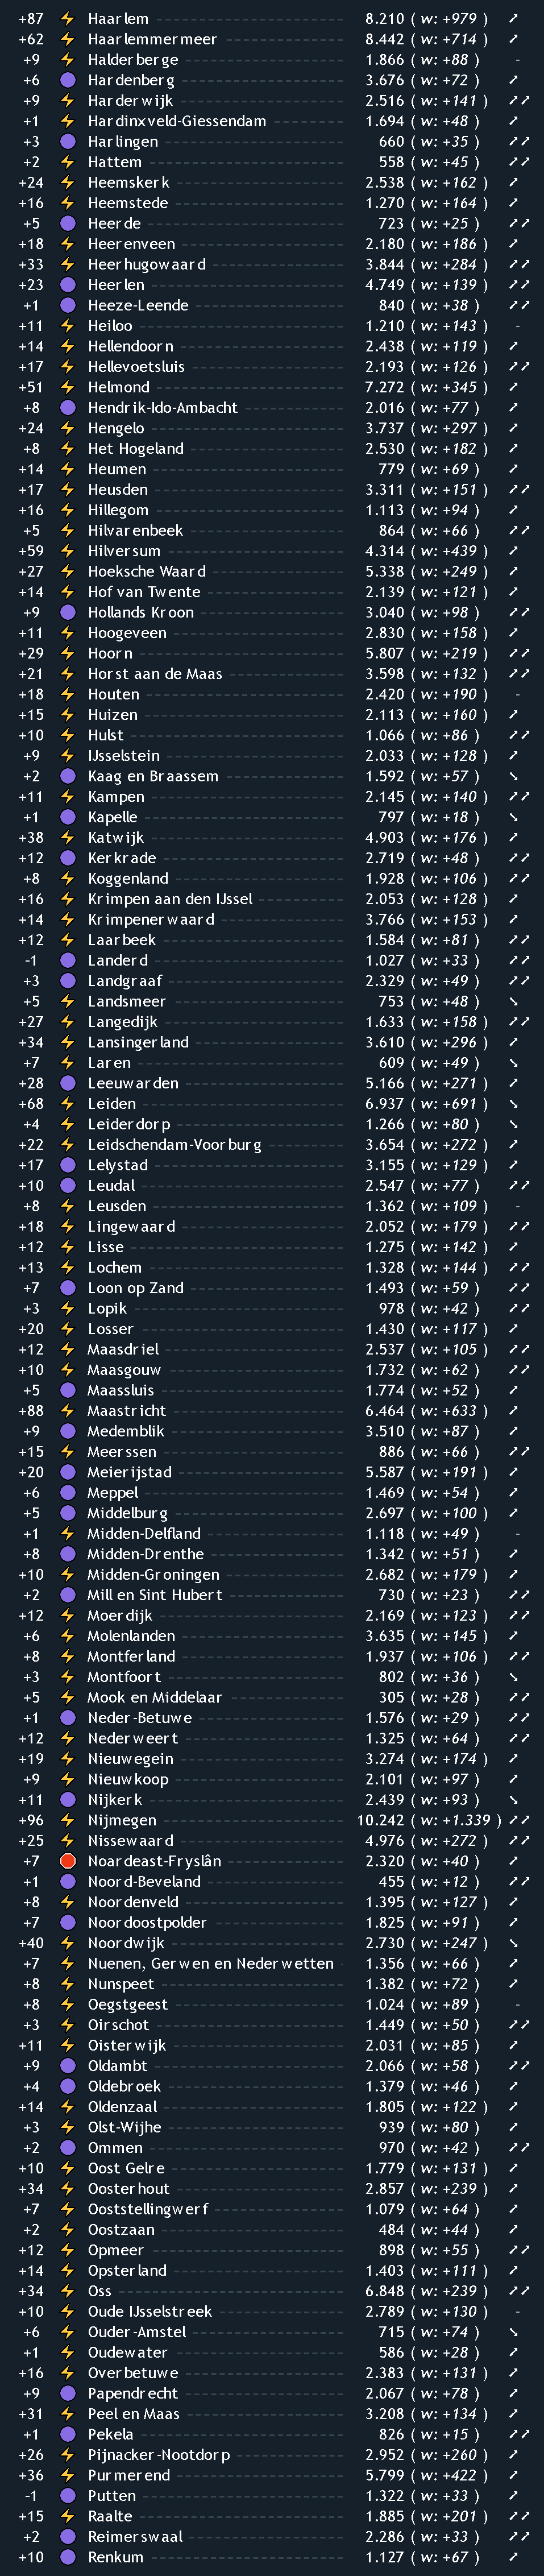 +87 ⚡ Haarlem 8.210 ( w: +979 ) ↗
+62 ⚡ Haarlemmermeer 8.442 ( w: +714 ) ↗
+9 ⚡ Halderberge 1.866 ( w: +88 ) -
+6 Hardenberg 3.676 ( w: +72 ) ↗
+9 ⚡ Harderwijk 2.516 ( w: +141 ) ↗↗
+1 ⚡ Hardinxveld-Giessendam 1.694 ( w: +48 ) ↗
+3 Harlingen 660 ( w: +35 ) ↗↗
+2 ⚡ Hattem 558 ( w: +45 ) ↗↗
+24 ⚡ Heemskerk 2.538 ( w: +162 ) ↗
+16 ⚡ Heemstede 1.270 ( w: +164 ) ↗
+5 Heerde 723 ( w: +25 ) ↗↗
+18 ⚡ Heerenveen 2.180 ( w: +186 ) ↗
+33 ⚡ Heerhugowaard 3.844 ( w: +284 ) ↗↗
+23 Heerlen 4.749 ( w: +139 ) ↗↗
+1 Heeze-Leende 840 ( w: +38 ) ↗↗
+11 ⚡ Heiloo 1.210 ( w: +143 ) -
+14 ⚡ Hellendoorn 2.438 ( w: +119 ) ↗
+17 ⚡ Hellevoetsluis 2.193 ( w: +126 ) ↗↗
+51 ⚡ Helmond 7.272 ( w: +345 ) ↗
+8 Hendrik-Ido-Ambacht 2.016 ( w: +77 ) ↗
+24 ⚡ Hengelo 3.737 ( w: +297 ) ↗
+8 ⚡ Het Hogeland 2.530 ( w: +182 ) ↗
+14 ⚡ Heumen 779 ( w: +69 ) ↗
+17 ⚡ Heusden 3.311 ( w: +151 ) ↗↗
+16 ⚡ Hillegom 1.113 ( w: +94 ) ↗
+5 ⚡ Hilvarenbeek 864 ( w: +66 ) ↗↗
+59 ⚡ Hilversum 4.314 ( w: +439 ) ↗
+27 ⚡ Hoeksche Waard 5.338 ( w: +249 ) ↗
+14 ⚡ Hof van Twente 2.139 ( w: +121 ) ↗
+9 Hollands Kroon 3.040 ( w: +98 ) ↗↗
+11 ⚡ Hoogeveen 2.830 ( w: +158 ) ↗
+29 ⚡ Hoorn 5.807 ( w: +219 ) ↗↗
+21 ⚡ Horst aan de Maas 3.598 ( w: +132 ) ↗↗
+18 ⚡ Houten 2.420 ( w: +190 ) -
+15 ⚡ Huizen 2.113 ( w: +160 ) ↗
+10 ⚡ Hulst 1.066 ( w: +86 ) ↗↗
+9 ⚡ IJsselstein 2.033 ( w: +128 ) ↗
+2 Kaag en Braassem 1.592 ( w: +57 ) ↘
+11 ⚡ Kampen 2.145 ( w: +140 ) ↗↗
+1 Kapelle 797 ( w: +18 ) ↘
+38 ⚡ Katwijk 4.903 ( w: +176 ) ↗
+12 Kerkrade 2.719 ( w: +48 ) ↗↗
+8 ⚡ Koggenland 1.928 ( w: +106 ) ↗↗
+16 ⚡ Krimpen aan den IJssel 2.053 ( w: +128 ) ↗
+14 ⚡ Krimpenerwaard 3.766 ( w: +153 ) ↗
+12 ⚡ Laarbeek 1.584 ( w: +81 ) ↗↗
-1 Landerd 1.027 ( w: +33 ) ↗↗
+3 Landgraaf 2.329 ( w: +49 ) ↗↗
+5 ⚡ Landsmeer 753 ( w: +48 ) ↘
+27 ⚡ Langedijk 1.633 ( w: +158 ) ↗↗
+34 ⚡ Lansingerland 3.610 ( w: +296 ) ↗
+7 ⚡ Laren 609 ( w: +49 ) ↘
+28 Leeuwarden 5.166 ( w: +271 ) ↗
+68 ⚡ Leiden 6.937 ( w: +691 ) ↘
+4 ⚡ Leiderdorp 1.266 ( w: +80 ) ↘
+22 ⚡ Leidschendam-Voorburg 3.654 ( w: +272 ) ↗
+17 Lelystad 3.155 ( w: +129 ) ↗
+10 Leudal 2.547 ( w: +77 ) ↗↗
+8 ⚡ Leusden 1.362 ( w: +109 ) -
+18 ⚡ Lingewaard 2.052 ( w: +179 ) ↗↗
+12 ⚡ Lisse 1.275 ( w: +142 ) ↗
+13 ⚡ Lochem 1.328 ( w: +144 ) ↗↗
+7 Loon op Zand 1.493 ( w: +59 ) ↗↗
+3 ⚡ Lopik 978 ( w: +42 ) ↗↗
+20 ⚡ Losser 1.430 ( w: +117 ) ↗
+12 ⚡ Maasdriel 2.537 ( w: +105 ) ↗↗
+10 ⚡ Maasgouw 1.732 ( w: +62 ) ↗↗
+5 Maassluis 1.774 ( w: +52 ) ↗
+88 ⚡ Maastricht 6.464 ( w: +633 ) ↗
+9 Medemblik 3.510 ( w: +87 ) ↗
+15 ⚡ Meerssen 886 ( w: +66 ) ↗↗
+20 Meierijstad 5.587 ( w: +191 ) ↗
+6 Meppel 1.469 ( w: +54 ) ↗
+5 Middelburg 2.697 ( w: +100 ) ↗
+1 ⚡ Midden-Delfland 1.118 ( w: +49 ) -
+8 Midden-Drenthe 1.342 ( w: +51 ) ↗
+10 ⚡ Midden-Groningen 2.682 ( w: +179 ) ↗
+2 Mill en Sint Hubert 730 ( w: +23 ) ↗↗
+12 ⚡ Moerdijk 2.169 ( w: +123 ) ↗↗
+6 ⚡ Molenlanden 3.635 ( w: +145 ) ↗
+8 ⚡ Montferland 1.937 ( w: +106 ) ↗↗
+3 ⚡ Montfoort 802 ( w: +36 ) ↘
+5 ⚡ Mook en Middelaar 305 ( w: +28 ) ↗↗
+1 Neder-Betuwe 1.576 ( w: +29 ) ↗↗
+12 ⚡ Nederweert 1.325 ( w: +64 ) ↗↗
+19 ⚡ Nieuwegein 3.274 ( w: +174 ) ↗
+9 ⚡ Nieuwkoop 2.101 ( w: +97 ) ↗
+11 Nijkerk 2.439 ( w: +93 ) ↘
+96 ⚡ Nijmegen 10.242 ( w: +1.339 ) ↗↗
+25 ⚡ Nissewaard 4.976 ( w: +272 ) ↗↗
+7 Noardeast-Fryslân 2.320 ( w: +40 ) ↗
+1 Noord-Beveland 455 ( w: +12 ) ↗↗
+8 ⚡ Noordenveld 1.395 ( w: +127 ) ↗
+7 Noordoostpolder 1.825 ( w: +91 ) ↗
+40 ⚡ Noordwijk 2.730 ( w: +247 ) ↘
+7 ⚡ Nuenen, Gerwen en Nederwetten 1.356 ( w: +66 ) ↗
+8 ⚡ Nunspeet 1.382 ( w: +72 ) ↗
+8 ⚡ Oegstgeest 1.024 ( w: +89 ) -
+3 ⚡ Oirschot 1.449 ( w: +50 ) ↗↗
+11 ⚡ Oisterwijk 2.031 ( w: +85 ) ↗
+9 Oldambt 2.066 ( w: +58 ) ↗↗
+4 Oldebroek 1.379 ( w: +46 ) ↗
+14 ⚡ Oldenzaal 1.805 ( w: +122 ) ↗
+3 ⚡ Olst-Wijhe 939 ( w: +80 ) ↗
+2 Ommen 970 ( w: +42 ) ↗↗
+10 ⚡ Oost Gelre 1.779 ( w: +131 ) ↗
+34 ⚡ Oosterhout 2.857 ( w: +239 ) ↗
+7 ⚡ Ooststellingwerf 1.079 ( w: +64 ) ↗
+2 ⚡ Oostzaan 484 ( w: +44 ) ↗
+12 ⚡ Opmeer 898 ( w: +55 ) ↗↗
+14 ⚡ Opsterland 1.403 ( w: +111 ) ↗
+34 ⚡ Oss 6.848 ( w: +239 ) ↗↗
+10 ⚡ Oude IJsselstreek 2.789 ( w: +130 ) -
+6 ⚡ Ouder-Amstel 715 ( w: +74 ) ↘
+1 ⚡ Oudewater 586 ( w: +28 ) ↗
+16 ⚡ Overbetuwe 2.383 ( w: +131 ) ↗
+9 Papendrecht 2.067 ( w: +78 ) ↗
+31 ⚡ Peel en Maas 3.208 ( w: +134 ) ↗
+1 Pekela 826 ( w: +15 ) ↗↗
+26 ⚡ Pijnacker-Nootdorp 2.952 ( w: +260 ) ↗
+36 ⚡ Purmerend 5.799 ( w: +422 ) ↗
-1 Putten 1.322 ( w: +33 ) ↗
+15 ⚡ Raalte 1.885 ( w: +201 ) ↗↗
+2 Reimerswaal 2.286 ( w: +33 ) ↗↗
+10 Renkum 1.127 ( w: +67 ) ↗